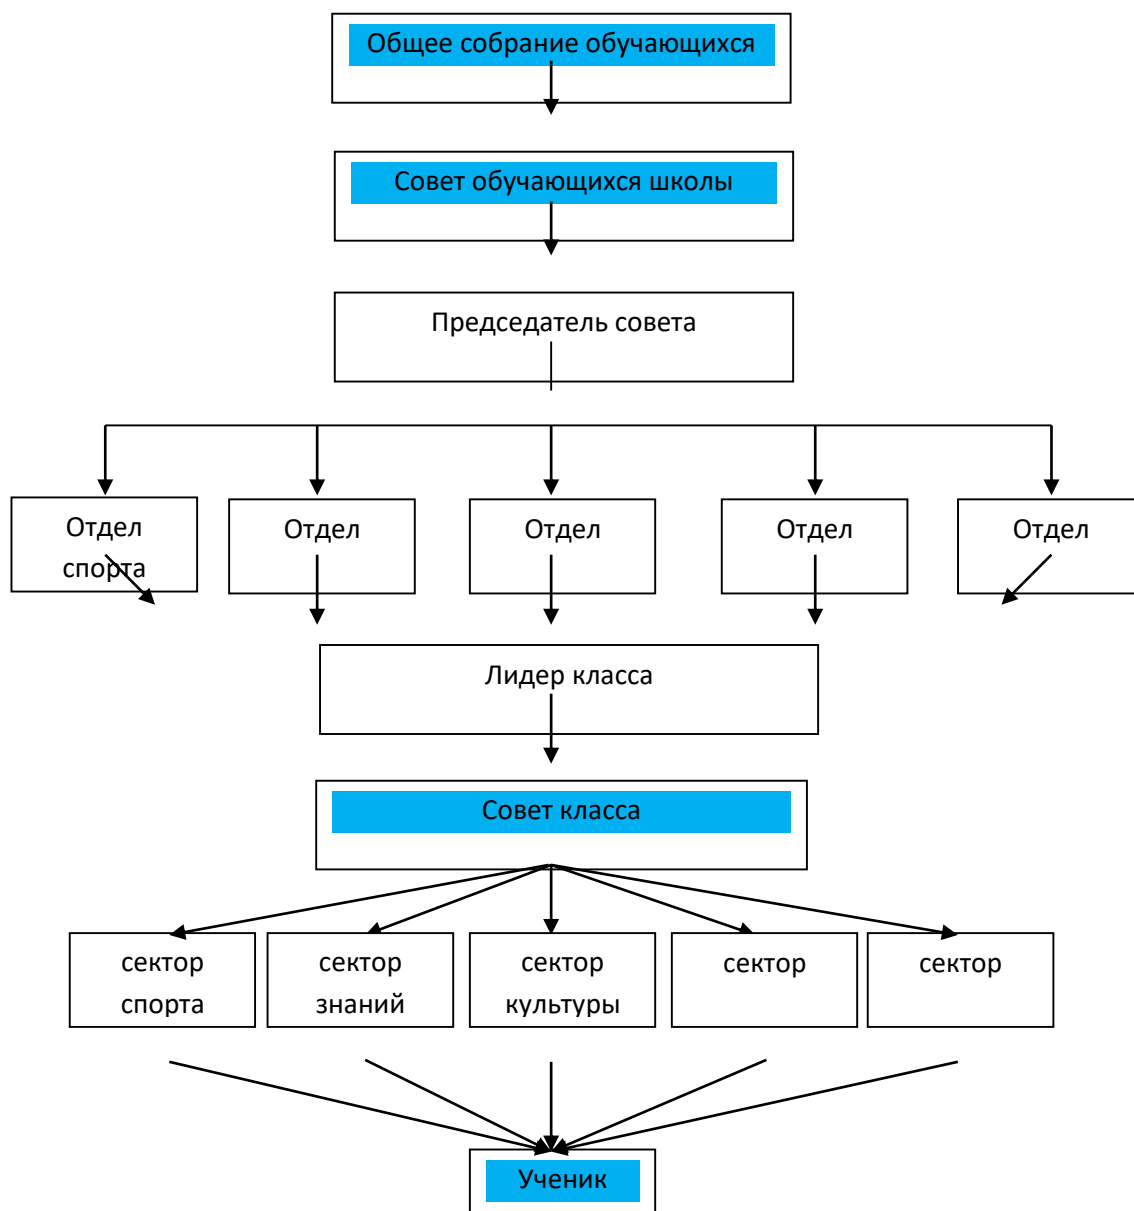 Общее собрание обучающихся
Совет обучающихся школы
Председатель совета
Отдел спорта
Отдел
Отдел
Отдел
Отдел
Лидер класса
Совет класса
сектор спорта
сектор знаний
сектор культуры
сектор
сектор
Ученик